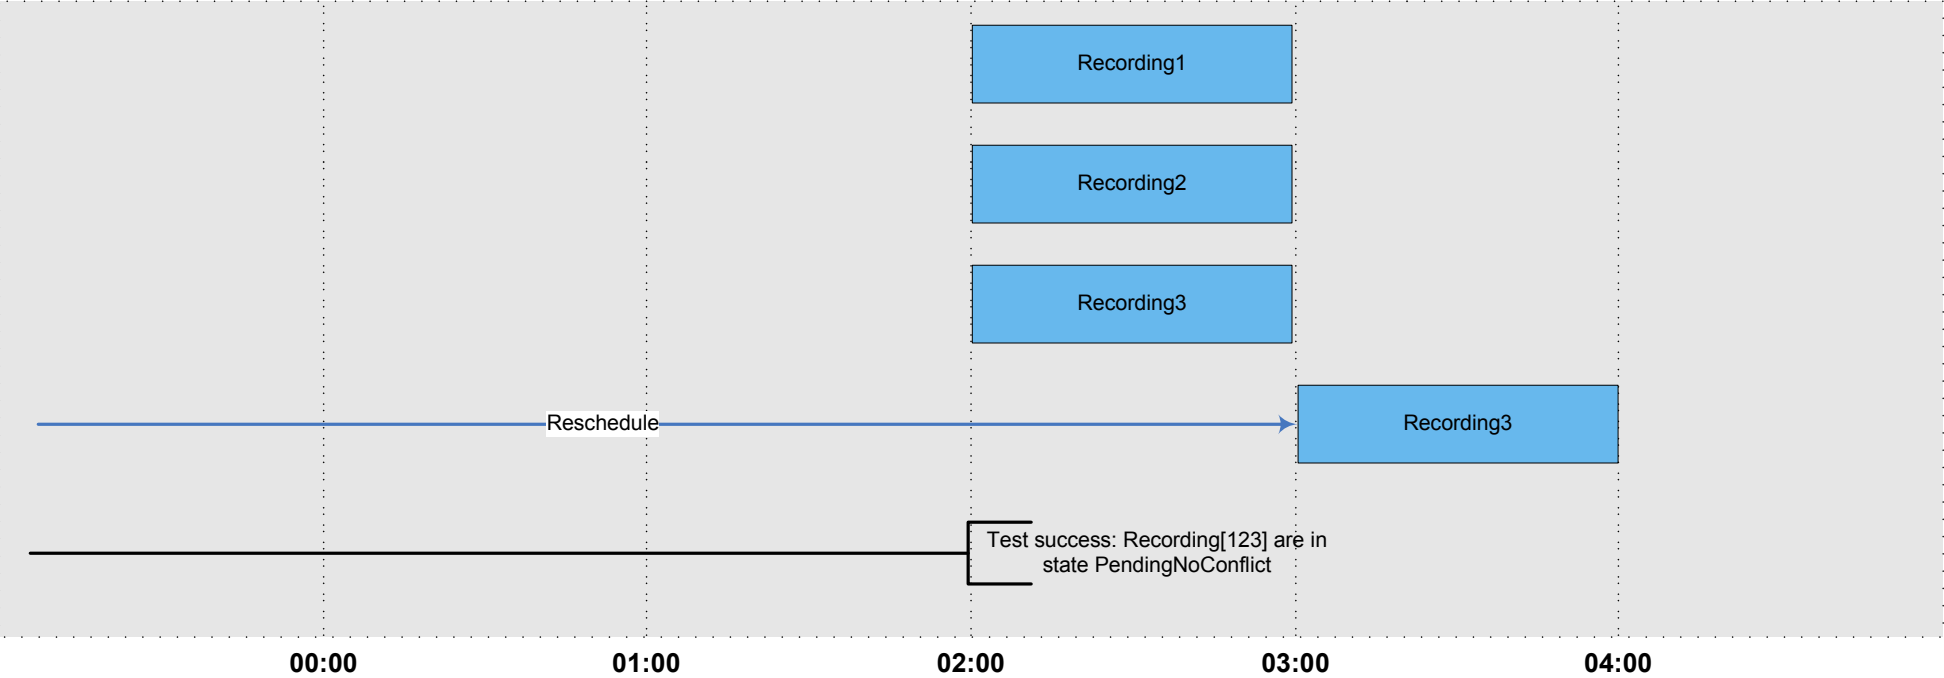 Recording1
Recording2
Recording3
Reschedule
Recording3
Test success: Recording[123] are in
state PendingNoConflict
00:00
01:00
02:00
03:00
04:00